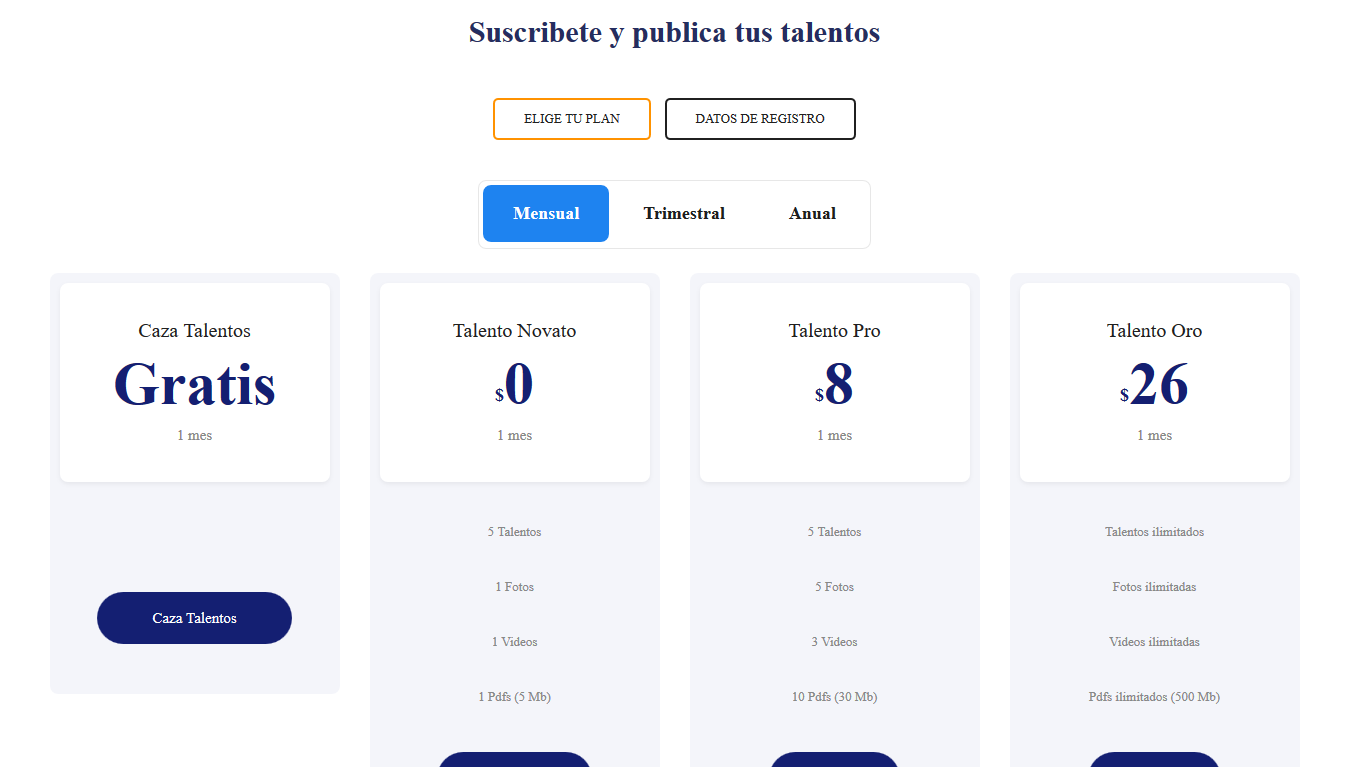 Suscribete y publica tus talentos
ELIGE TU PLAN
DATOS DE REGISTRO
Mensual
Trimestral
Anual
Caza Talentos
Gratis
1 mes
Caza Talentos
Talento Novato
$0
1 mes
5 Talentos
1 Fotos
1 Videos
1 Pdfs (5 Mb)
Talento Pro
$8
1 mes
5 Talentos
5 Fotos
3 Videos
10 Pdfs (30 Mb)
Talento Oro
$26
1 mes
Talentos ilimitados
Fotos ilimitadas
Videos ilimitadas
Pdfs ilimitados (500 Mb)